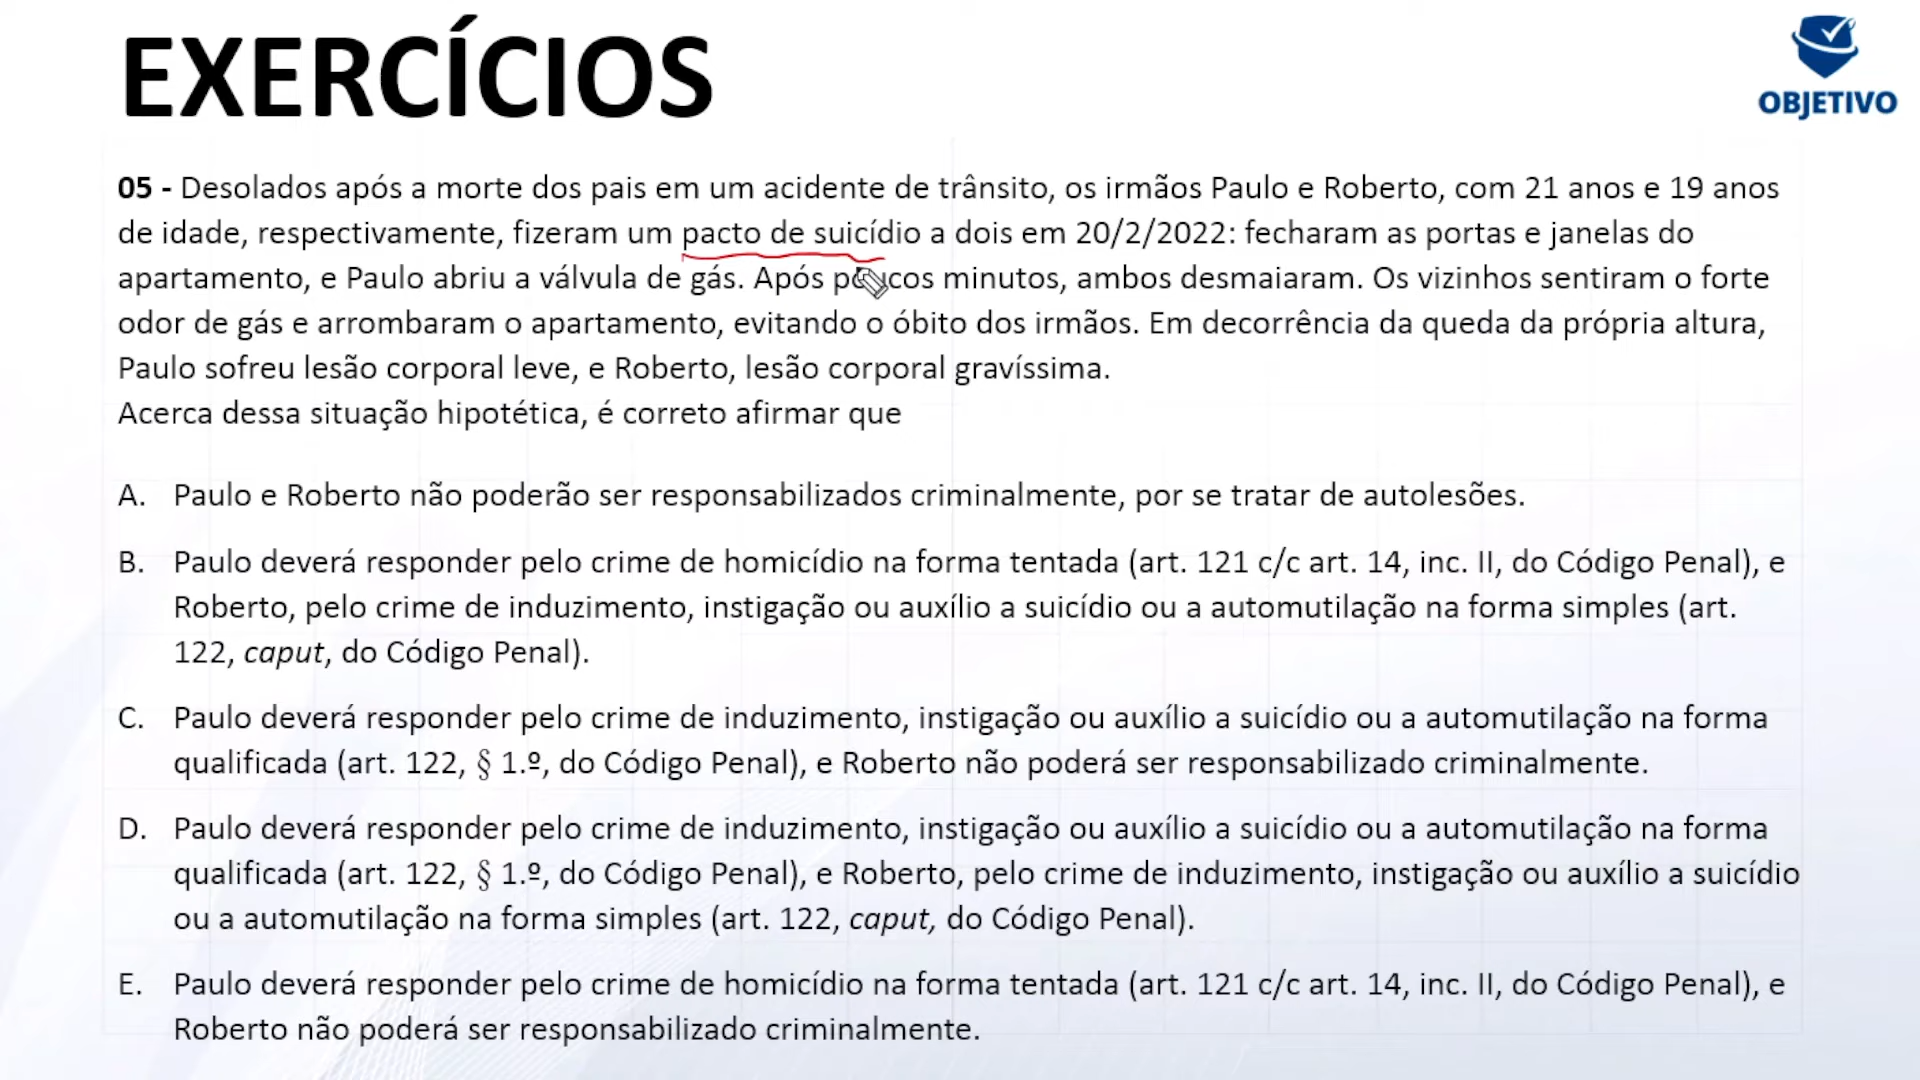 EXERCÍCIOS
OBJETIVO
05 - Desolados após a morte dos pais em um acidente de trânsito, os irmãos Paulo e Roberto, com 21 anos e 19 anos
de idade, respectivamente, fizeram um pacto de suicídio a dois em 20/2/2022: fecharam as portas e janelas do
apartamento, e Paulo abriu a válvula de gás. Após poucos minutos, ambos desmaiaram. Os vizinhos sentiram o forte
odor de gás e arrombaram o apartamento, evitando o óbito dos irmãos. Em decorrência da queda da própria altura,
Paulo sofreu lesão corporal leve, e Roberto, lesão corporal gravíssima.
Acerca dessa situação hipotética, é correto afirmar que
A. Paulo e Roberto não poderão ser responsabilizados criminalmente, por se tratar de autolesões.
B. Paulo deverá responder pelo crime de homicídio na forma tentada (art. 121 c/c art. 14, inc. II, do Código Penal), e
Roberto, pelo crime de induzimento, instigação ou auxílio a suicídio ou a automutilação na forma simples (art.
122, caput, do Código Penal).
C. Paulo deverá responder pelo crime de induzimento, instigação ou auxílio a suicídio ou a automutilação na forma
qualificada (art. 122, § 1.º, do Código Penal), e Roberto não poderá ser responsabilizado criminalmente.
D. Paulo deverá responder pelo crime de induzimento, instigação ou auxílio a suicídio ou a automutilação na forma
qualificada (art. 122, § 1.º, do Código Penal), e Roberto, pelo crime de induzimento, instigação ou auxílio a suicídio
ou a automutilação na forma simples (art. 122, caput, do Código Penal).
E. Paulo deverá responder pelo crime de homicídio na forma tentada (art. 121 c/c art. 14, inc. II, do Código Penal), e
Roberto não poderá ser responsabilizado criminalmente.